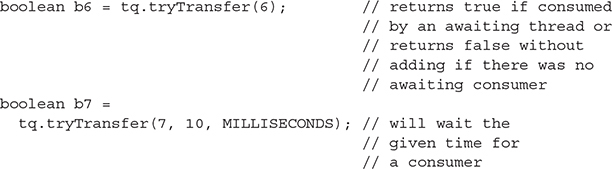 boolean b6 = tq.tryTransfer(6);          // returns true if consumed
                                         // by an awaiting thread or
                                         // returns false without
                                         // adding if there was no
                                         // awaiting consumer
boolean b7 =
  tq.tryTransfer(7, 10, MILLISECONDS);   // will wait the
                                         // given time for
                                         // a consumer